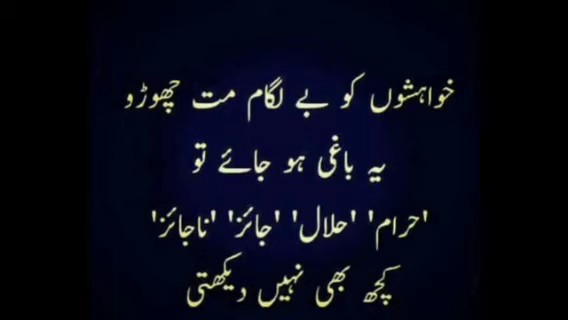 خواہشوں کو بے لگام مت چھوڑو
یہ باغی ہو جائے تو
'حرام' 'حلال' 'جائز' 'ناجائز'
کچھ بھی نہیں دیکھتی